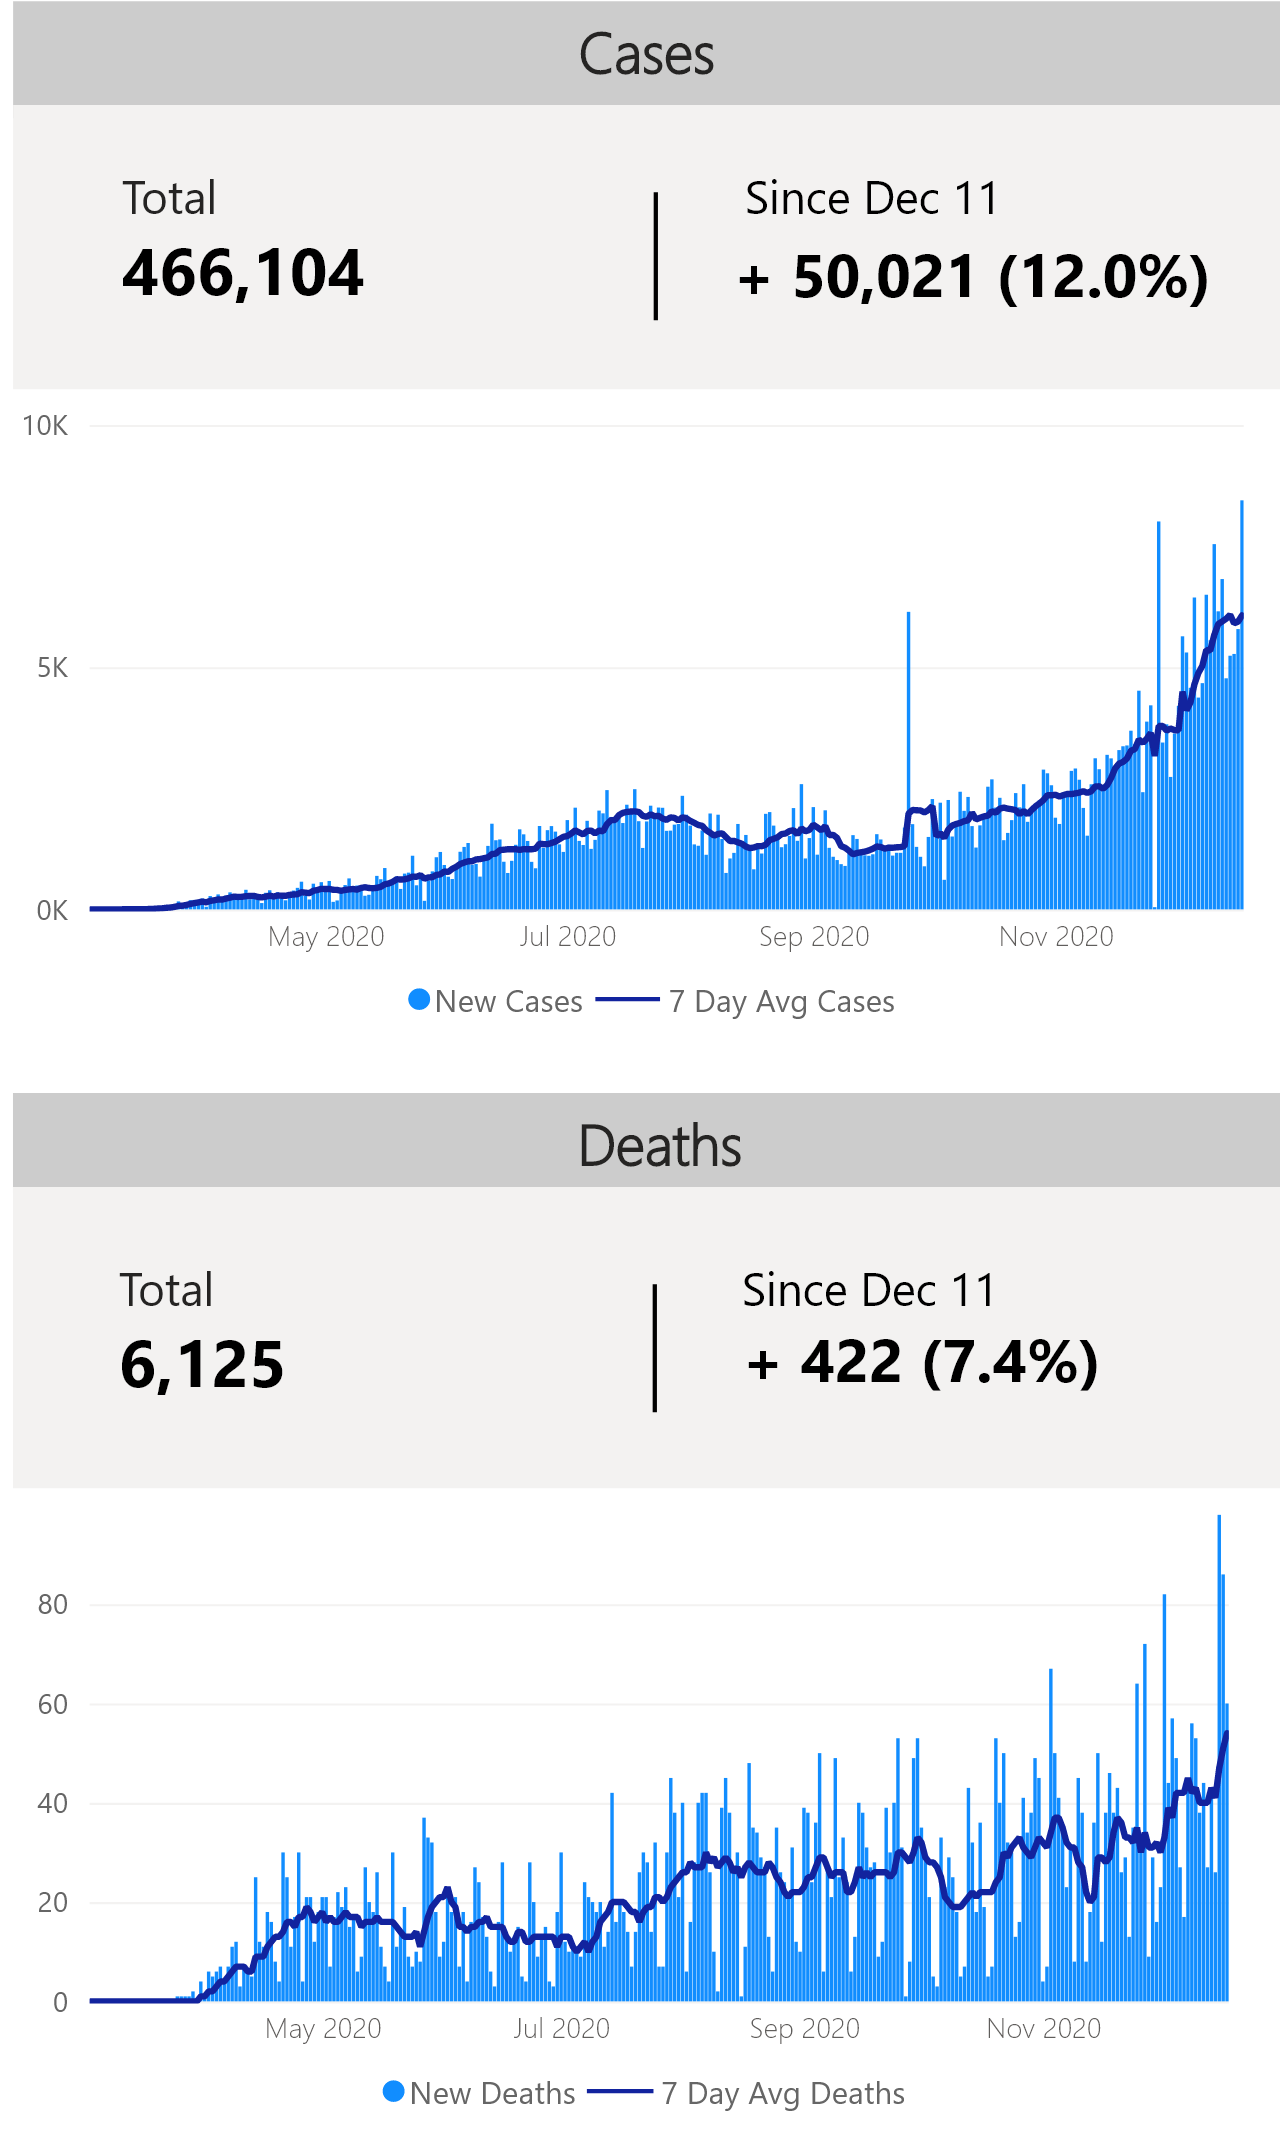 Cases
Total
Since Dec 11
466,104
+ 50,021 (12.0%)
10K
5K
0K
May 2020
Jul 2020
Sep 2020
Nov 2020
New Cases
7 Day Avg Cases
Deaths
Total
Since Dec 11
6,125
+ 422 (7.4%)
80
60
40
20
0
May 2020
Jul 2020
Sep 2020
Nov 2020
New Deaths
7 Day Avg Deaths